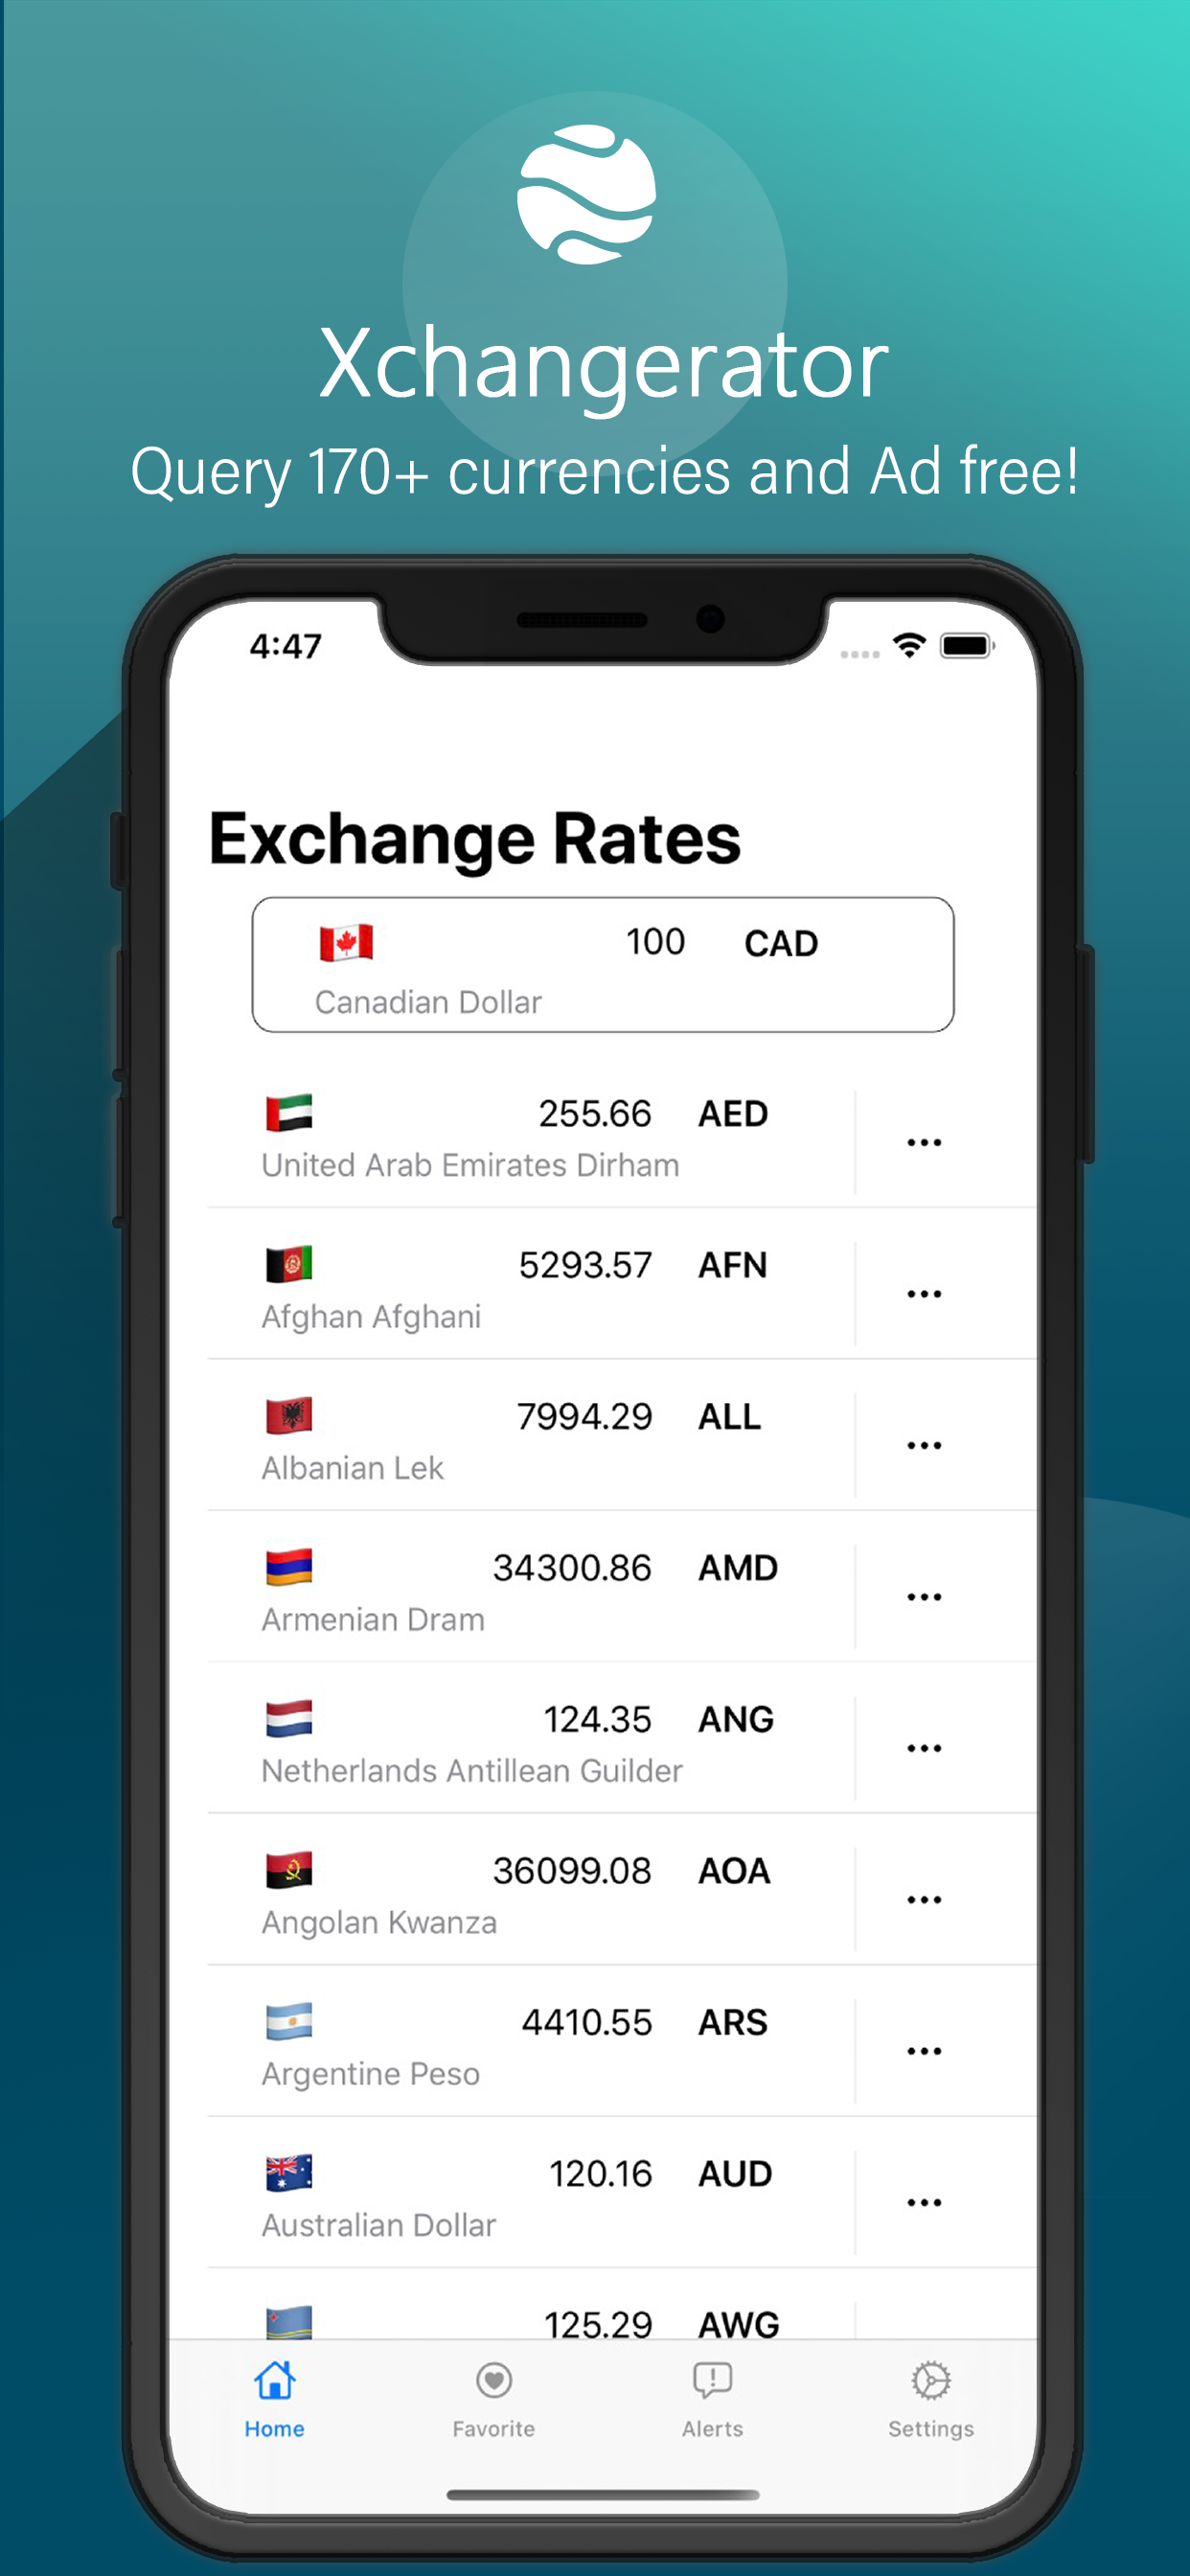 Xchangerator
Query 170+ currencies and Ad free!
4:47
Exchange Rates
100 CAD
Canadian Dollar
255.66 AED
United Arab Emirates Dirham
5293.57 AFN
Afghan Afghani
7994.29 ALL
Albanian Lek
34300.86 AMD
Armenian Dram
124.35 ANG
Netherlands Antillean Guilder
36099.08 AOA
Angolan Kwanza
4410.55 ARS
Argentine Peso
120.16 AUD
Australian Dollar
125.29 AWG
Home Favorite Alerts Settings